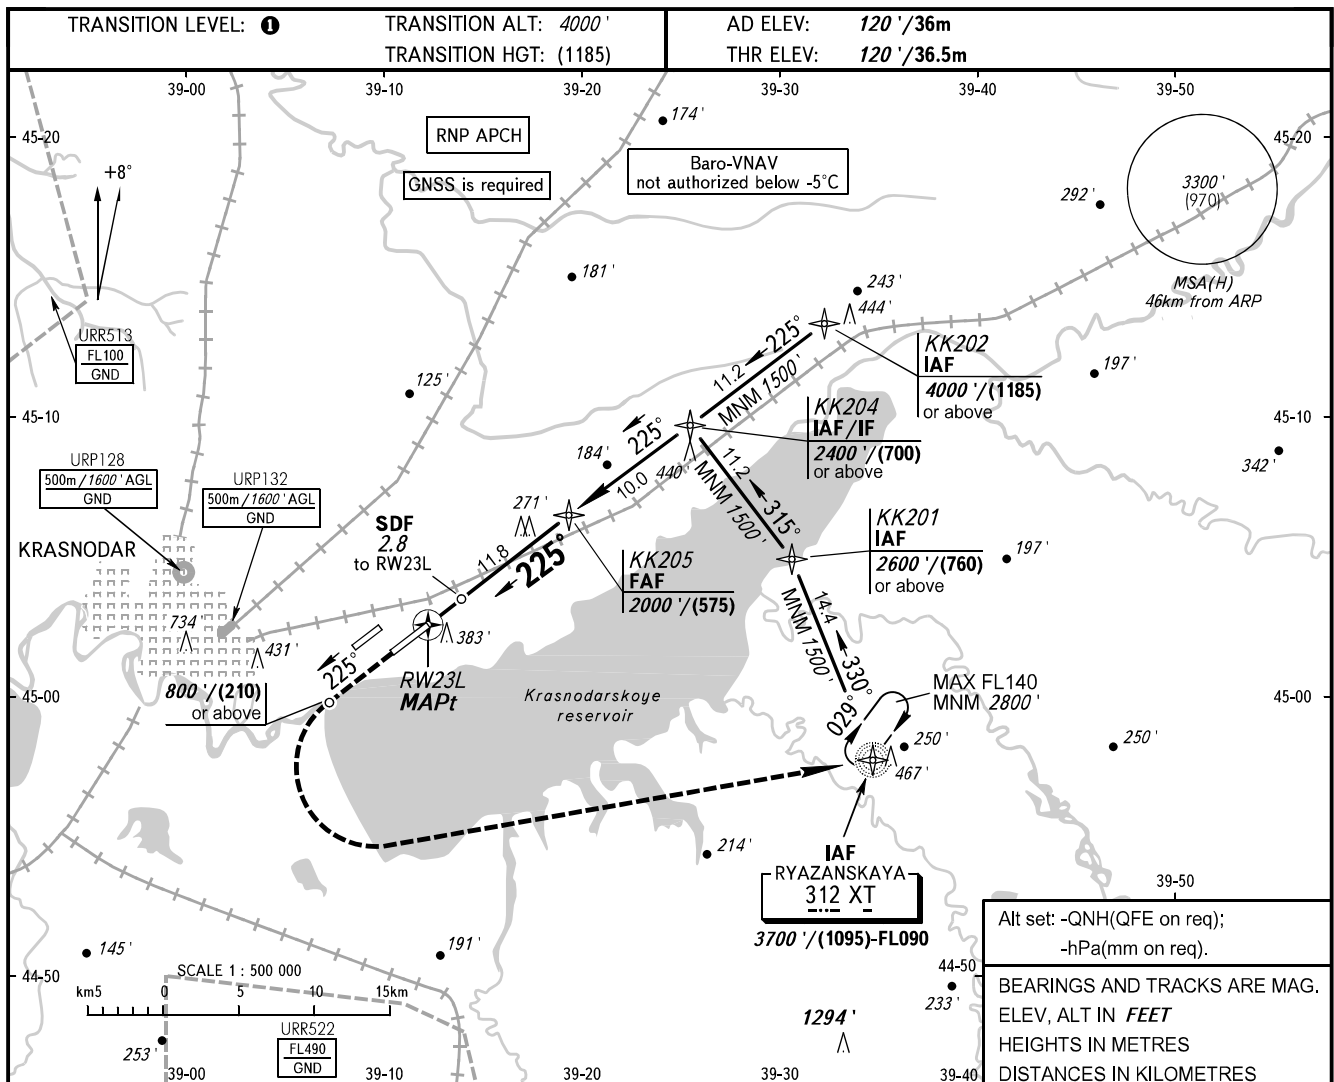 TRANSITION LEVEL: ❶
TRANSITION ALT: 4000 '
TRANSITION HGT: (1185)
AD ELEV: 120 ' / 36m
THR ELEV: 120 ' / 36.5m
39-00
39-10
39-20
39-30
39-40
39-50
45-20
45-20
RNP APCH
GNSS is required
Baro-VNAV
not authorized below -5°C
174 '
+8°
292 '
3300 '
(970)
MSA(H)
46km from ARP
181 '
243 '
444 '
URR513
FL100
GND
225°
11.2
MNM 1500'
KK202
IAF
4000 ' / (1185)
or above
197 '
125 '
45-10
45-10
KK204
IAF/IF
2400 ' / (700)
or above
225°
10.0
184 '
440 '
11.2
MNM 1500'
315°
342 '
URP128
500m / 1600 ' AGL
GND
URP132
500m / 1600 ' AGL
GND
271 '
SDF
2.8
to RW23L
11.8
225°
KK205
FAF
2000 ' / (575)
KK201
IAF
2600 ' / (760)
or above
197 '
KRASNODAR
734 '
431 '
383 '
14.4
MNM 1500'
330°
225°
RW23L
MAPt
800 ' / (210)
or above
45-00
45-00
Krasnodarskoye
reservoir
029°
MAX FL140
MNM 2800 '
250 '
250 '
467 '
214 '
IAF
RYAZANSKAYA
312 XT
3700 ' / (1095)-FL090
39-50
145 '
191 '
44-50
44-50
233 '
SCALE 1 : 500 000
km5 0 5 10 15km
253 '
URR522
FL490
GND
1294 '
39-00
39-10
39-20
39-30
39-40
Alt set: -QNH(QFE on req);
-hPa(mm on req).
BEARINGS AND TRACKS ARE MAG.
ELEV, ALT IN FEET
HEIGHTS IN METRES
DISTANCES IN KILOMETRES